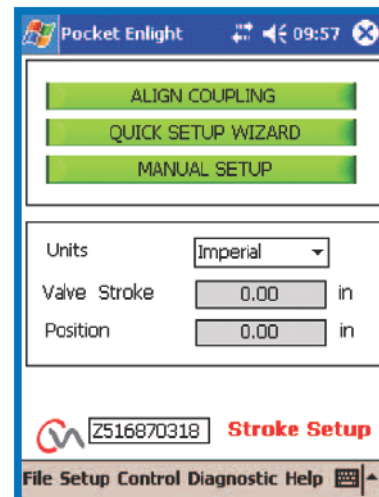 Pocket Enlight 09:57
ALIGN COUPLING
QUICK SETUP WIZARD
MANUAL SETUP
Units Imperial
Valve Stroke 0.00 in
Position 0.00 in
Z516870318 Stroke Setup
File Setup Control Diagnostic Help